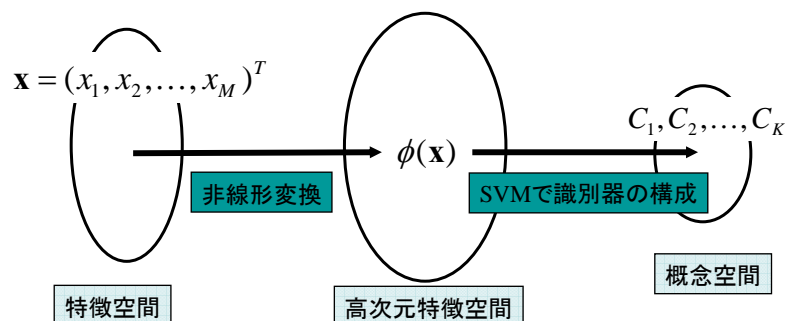 x = (x_1, x_2, ..., x_M)^T
ϕ(x)
C_1, C_2, ..., C_K
非線形変換
SVMで識別器の構成
特徴空間
高次元特徴空間
概念空間